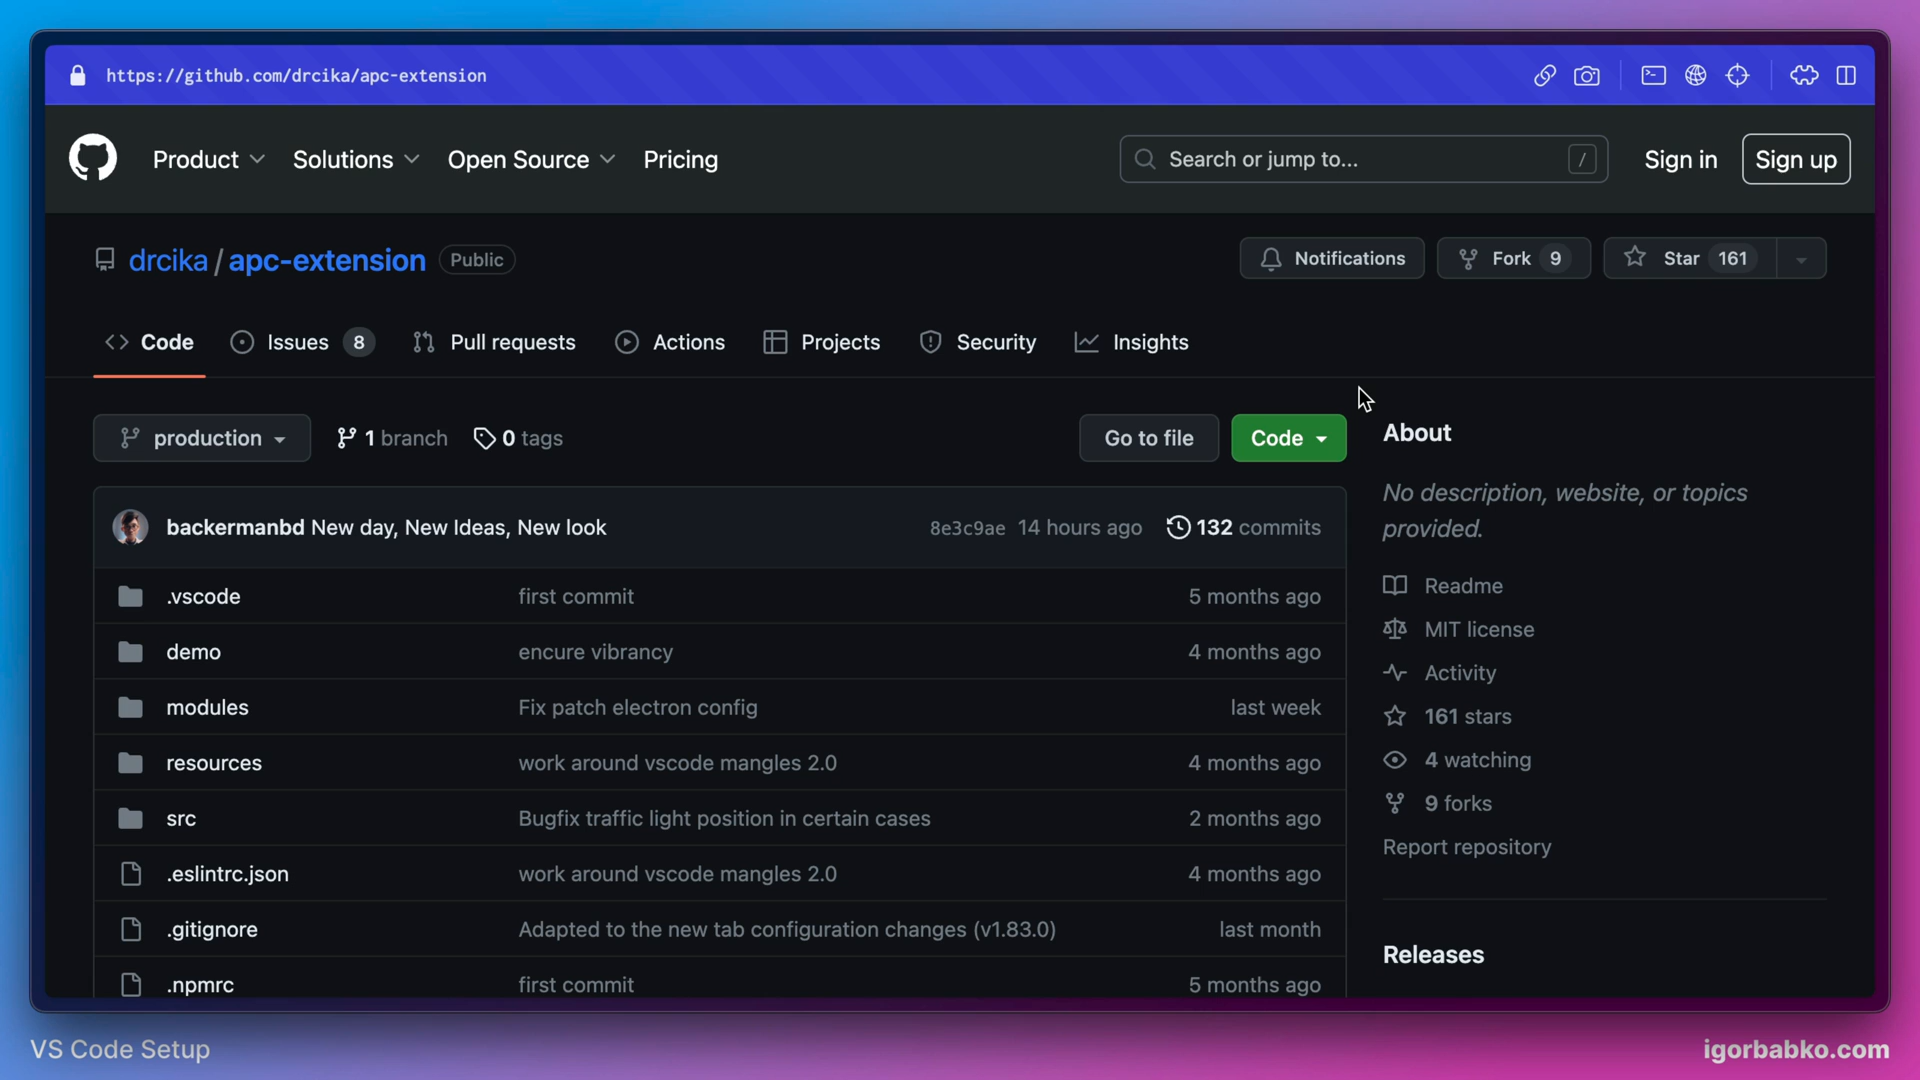 https://github.com/drcika/apc-extension
Product Solutions Open Source Pricing Search or jump to... / Sign in Sign up
drcika / apc-extension Public Notifications Fork 9 Star 161
Code Issues 8 Pull requests Actions Projects Security Insights
production 1 branch 0 tags Go to file Code
About
No description, website, or topics
provided.
backermanbd New day, New Ideas, New look 8e3c9ae 14 hours ago 132 commits
.vscode first commit 5 months ago
demo encure vibrancy 4 months ago
modules Fix patch electron config last week
resources work around vscode mangles 2.0 4 months ago
src Bugfix traffic light position in certain cases 2 months ago
.eslintrc.json work around vscode mangles 2.0 4 months ago
.gitignore Adapted to the new tab configuration changes (v1.83.0) last month
.npmrc first commit 5 months ago
Readme
MIT license
Activity
161 stars
4 watching
9 forks
Report repository
Releases
VS Code Setup
igorbabko.com